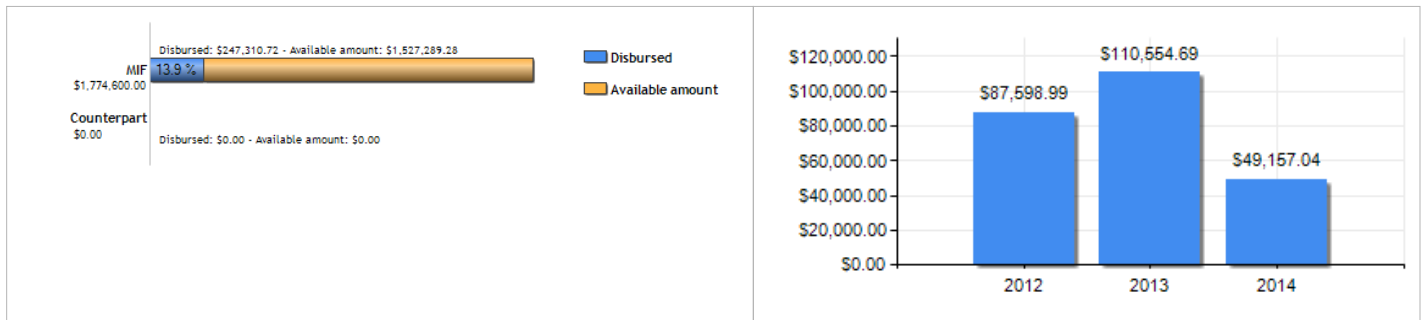 Disbursed: $247,310.72 - Available amount: $1,527,289.28
MIF
13.9 %
$1,774,600.00
Counterpart
$0.00
Disbursed: $0.00 - Available amount: $0.00
Disbursed
Available amount
$120,000.00
$100,000.00
$80,000.00
$60,000.00
$40,000.00
$20,000.00
$0.00
$87,598.99
$110,554.69
$49,157.04
2012
2013
2014